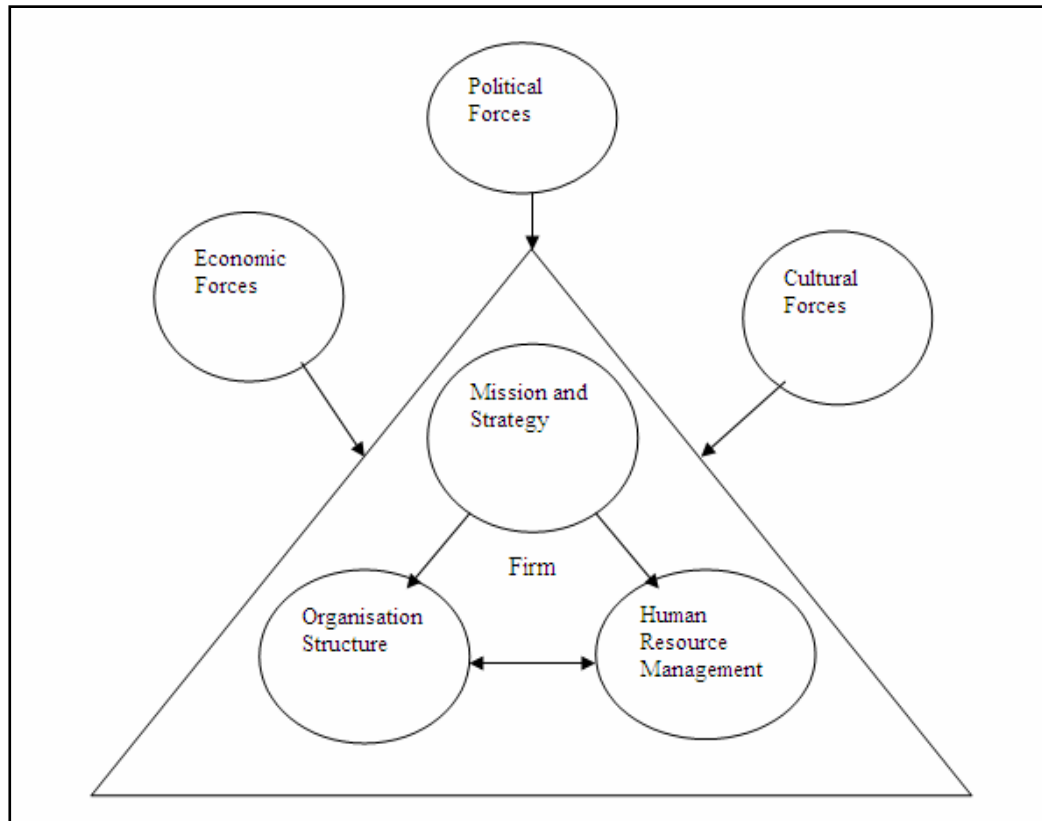 Political
Forces
Economic
Forces
Cultural
Forces
Mission and
Strategy
Firm
Organisation
Structure
Human
Resource
Management